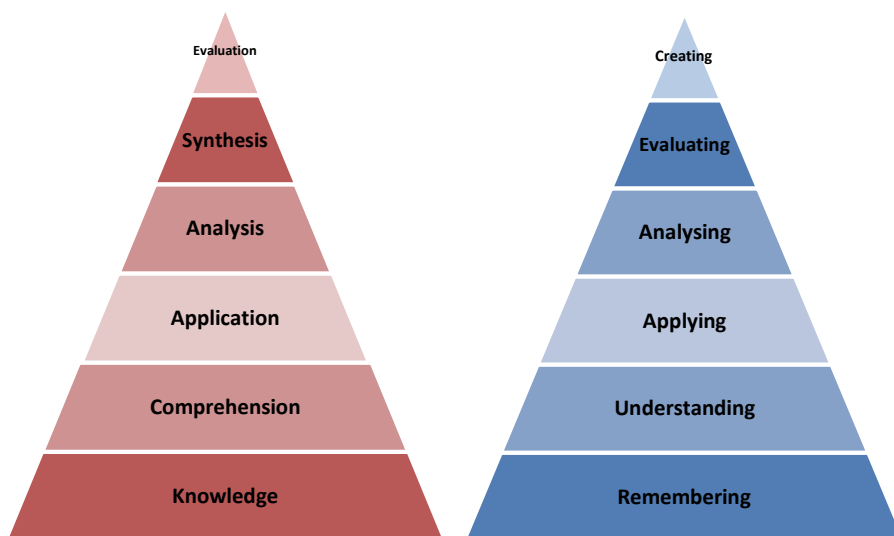 Evaluation
Synthesis
Analysis
Application
Comprehension
Knowledge
Creating
Evaluating
Analysing
Applying
Understanding
Remembering